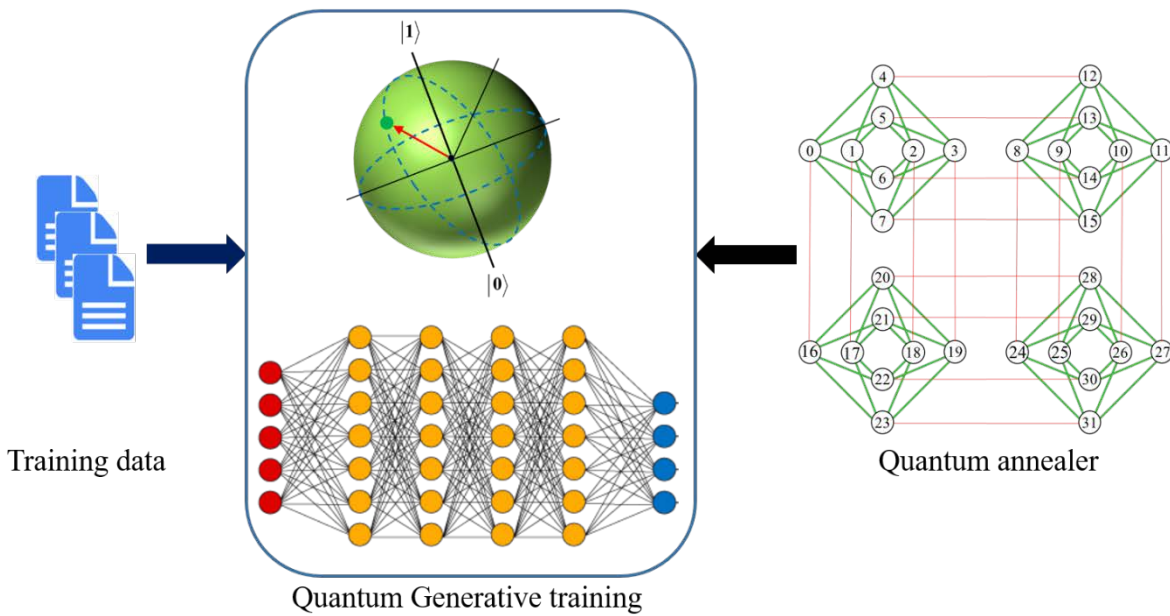 |1⟩
4 12
5 13
0 1 2 3 8 9 10 11
6 14
7 15
|0⟩
20 28
21 29
16 17 18 19 24 25 26 27
22 30
23 31
Training data
Quantum annealer
Quantum Generative training